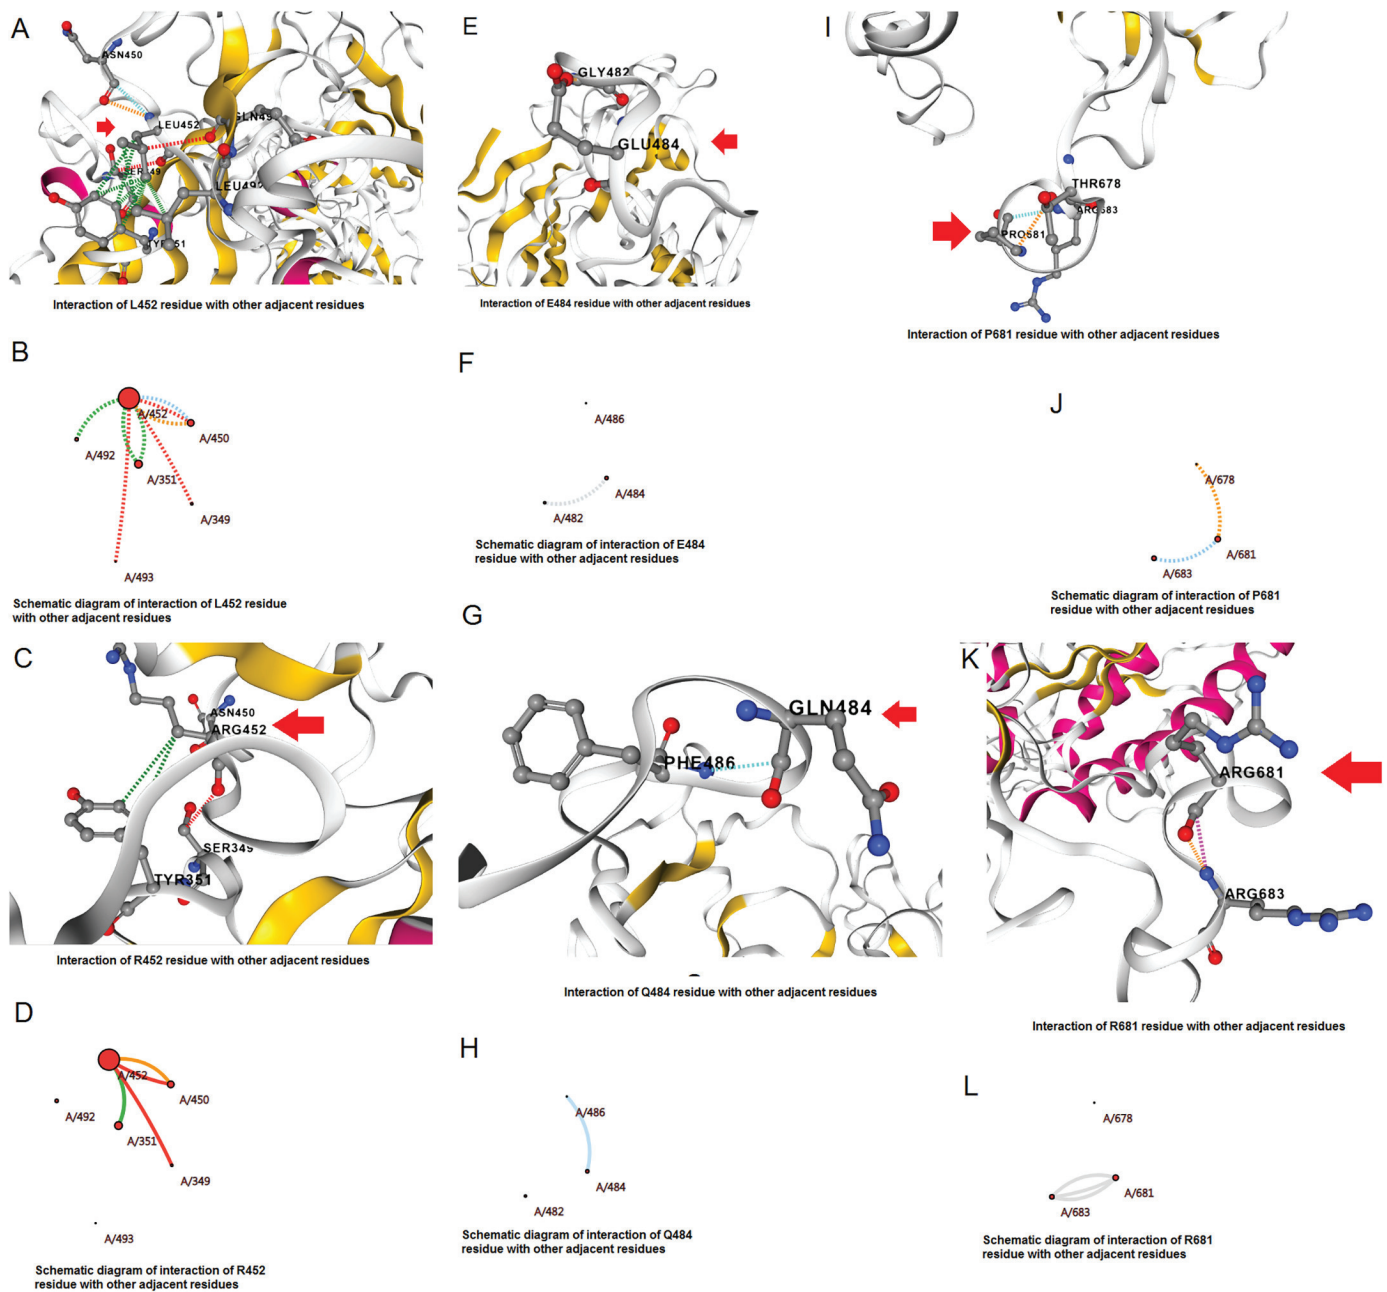 A
ASN450
LEU452
LEU492
Interaction of L452 residue with other adjacent residues
B
A/452
A/450
A/492
A/351
A/349
A/493
Schematic diagram of interaction of L452 residue
with other adjacent residues
C
ASN450
ARG452
SER349
TYR351
Interaction of R452 residue with other adjacent residues
D
A/452
A/450
A/492
A/351
A/349
A/493
Schematic diagram of interaction of R452
residue with other adjacent residues
E
GLY482
GLU484
Interaction of E484 residue with other adjacent residues
F
A/486
A/484
A/482
Schematic diagram of interaction of E484
residue with other adjacent residues
G
GLN484
PHE486
Interaction of Q484 residue with other adjacent residues
H
A/486
A/484
A/482
Schematic diagram of interaction of Q484
residue with other adjacent residues
I
THR678
ARG683
PRO681
Interaction of P681 residue with other adjacent residues
J
A/678
A/681
A/683
Schematic diagram of interaction of P681
residue with other adjacent residues
K
ARG681
ARG683
Interaction of R681 residue with other adjacent residues
L
A/678
A/681
A/683
Schematic diagram of interaction of R681
residue with other adjacent residues